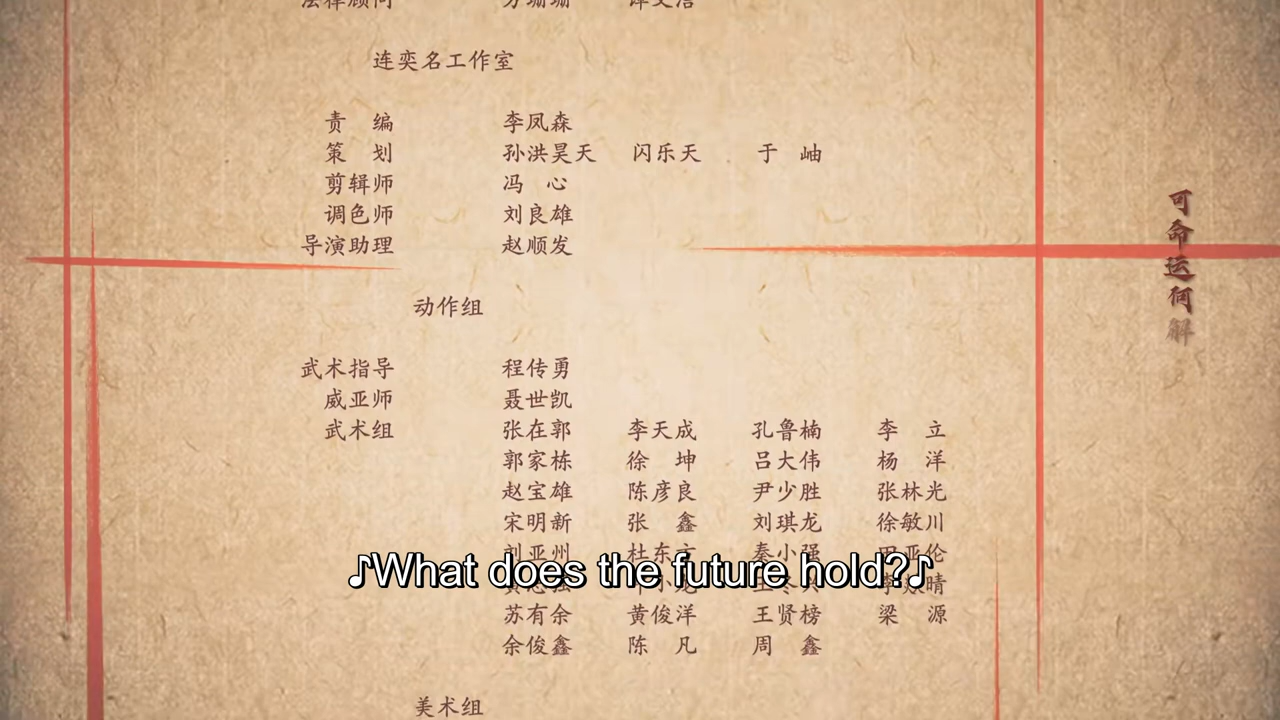 连奕名工作室
责 编 李凤森
策 划 孙洪昊天 闪乐天 于 岫
剪辑师 冯 心
调色师 刘良雄
导演助理 赵顺发
动作组
武术指导 程传勇
威亚师 聂世凯
武术组 张在郭 李天成 孔鲁楠 李 立
郭家栋 徐 坤 吕大伟 杨 洋
赵宝雄 陈彦良 尹少胜 张林光
宋明新 张 鑫 刘琪龙 徐敏川
刘亚州 秦小强
♪What does the future hold?♪
苏有余 黄俊洋 王贤榜 梁 源
余俊鑫 陈 凡 周 鑫
美术组
可命运何解